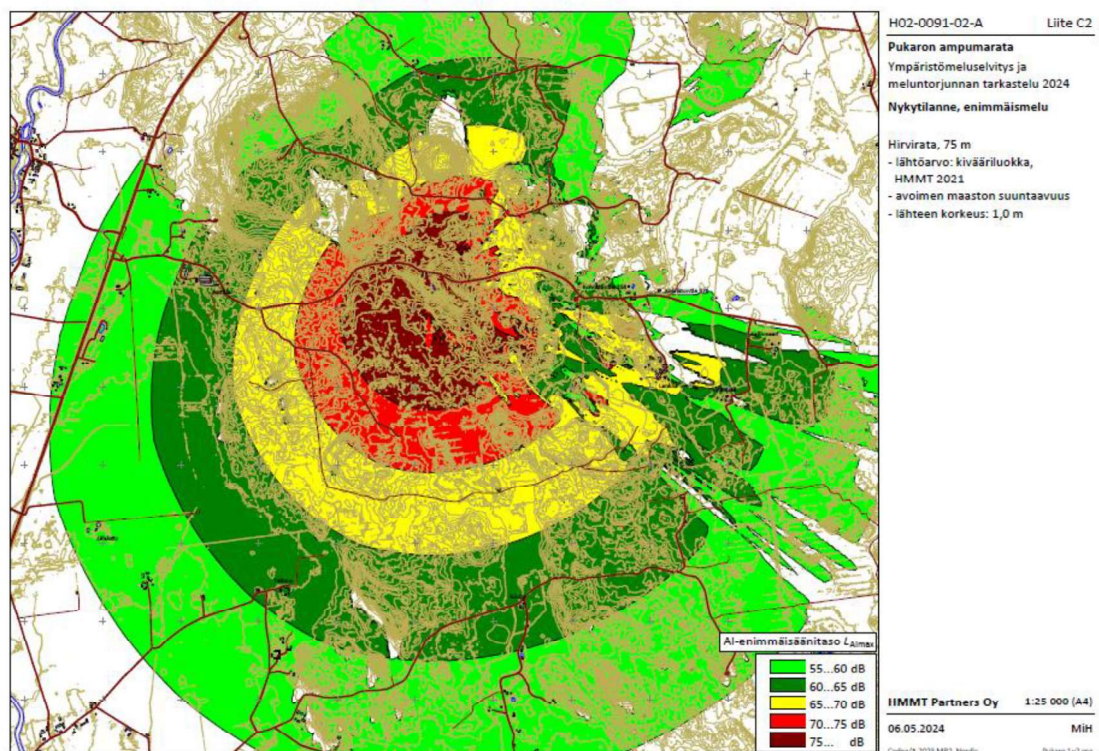 H02-0091-02-A Liite C2
Pukaron ampumarata
Ympäristömeluselvitys ja
meluntorjunnan tarkastelu 2024
Nykytilanne, enimmäismelu
Hirvirata, 75 m
- lähtöarvo: kivääriluokka,
HMMT 2021
- avoimen maaston suuntaavuus
- lähteen korkeus: 1,0 m
AI-enimmäisäänitaso LAImax
55...60 dB
60...65 dB
65...70 dB
70...75 dB
75... dB
HMMT Partners Oy 1:25 000 (A4)
06.05.2024 MiH